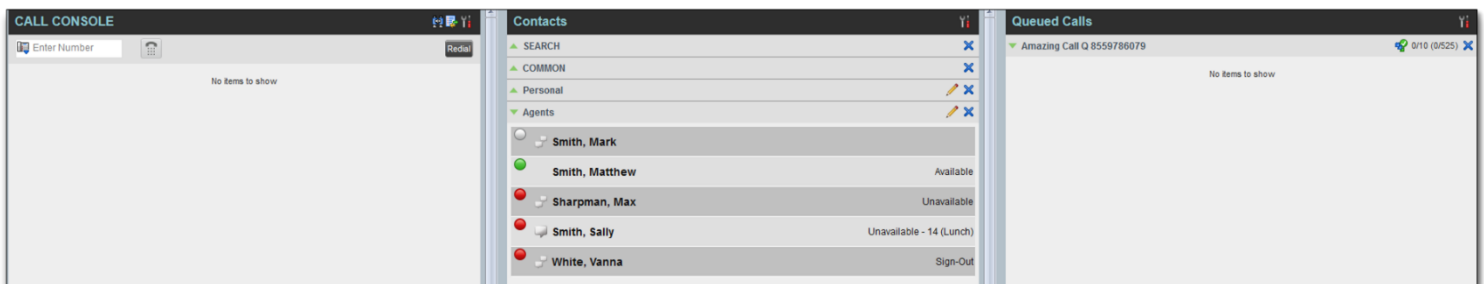 CALL CONSOLE
Enter Number
Redial
No items to show
Contacts
SEARCH
COMMON
Personal
Agents
Smith, Mark
Smith, Matthew Available
Sharpman, Max Unavailable
Smith, Sally Unavailable - 14 (Lunch)
White, Vanna Sign-Out
Queued Calls
Amazing Call Q 8559786079 0/10 (0/525)
No items to show